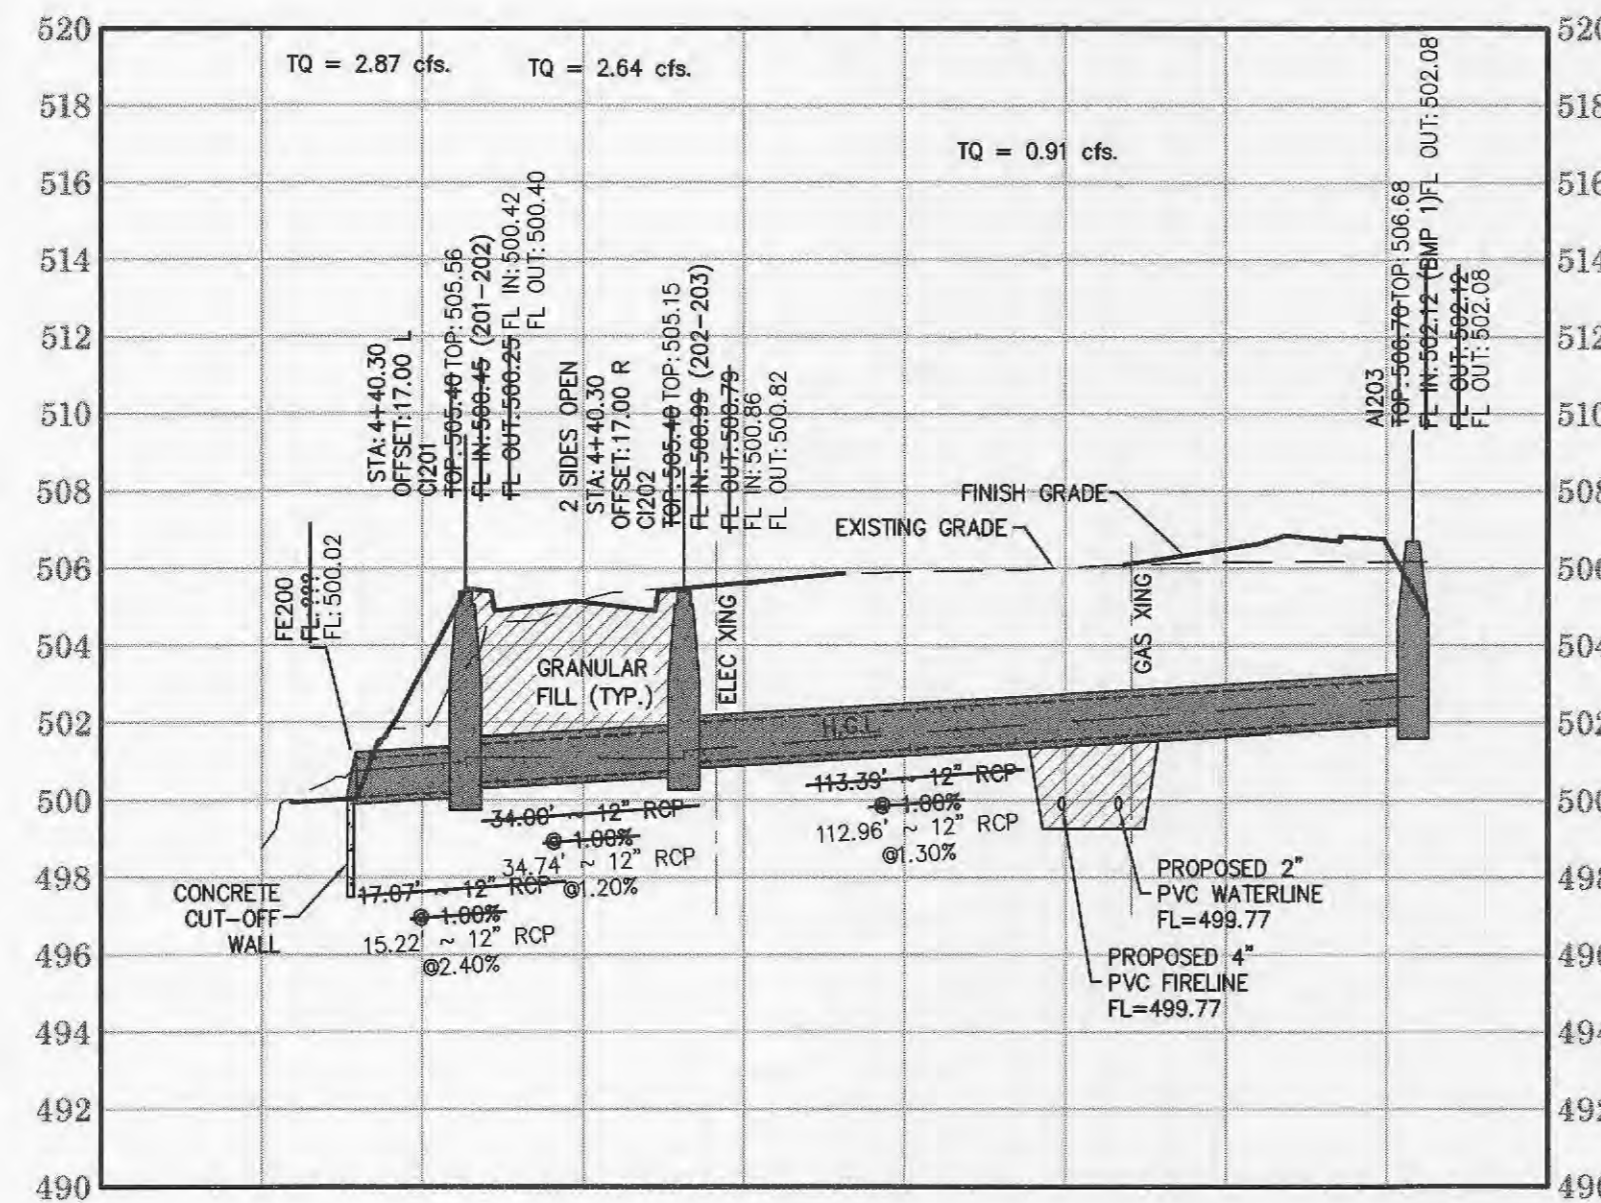 520
518
516
514
512
510
508
506
504
502
500
498
496
494
492
490
TQ = 2.87 cfs.
TQ = 2.64 cfs.
TQ = 0.91 cfs.
STA: 4+40.30
OFFSET: 17.00 L
CI201
TOP: 505.40 TOP: 505.56
FL IN: 500.45 (201-202)
FL OUT: 500.25 FL IN: 500.42
FL OUT: 500.40
2 SIDES OPEN
STA: 4+40.30
OFFSET: 17.00 R
CI202
TOP: 505.40 TOP: 505.15
FL IN: 500.99 (202-203)
FL OUT: 500.79
FL IN: 500.86
FL OUT: 500.82
AI203
TOP: 506.70 TOP: 506.68
FL IN: 502.12 (BMP 1) FL OUT: 502.08
FL OUT: 502.12
FL OUT: 502.08
FE200
FL: ???
FL: 500.02
FINISH GRADE
EXISTING GRADE
ELEC XING
GAS XING
GRANULAR
FILL (TYP.)
H.G.L.
113.39' ~ 12" RCP
@ 1.00%
112.96' ~ 12" RCP
@1.30%
34.00' ~ 12" RCP
@ 1.00%
34.74' ~ 12" RCP
@1.20%
17.07' ~ 12" RCP
@ 1.00%
15.22' ~ 12" RCP
@2.40%
CONCRETE
CUT-OFF
WALL
PROPOSED 2"
PVC WATERLINE
FL=499.77
PROPOSED 4"
PVC FIRELINE
FL=499.77